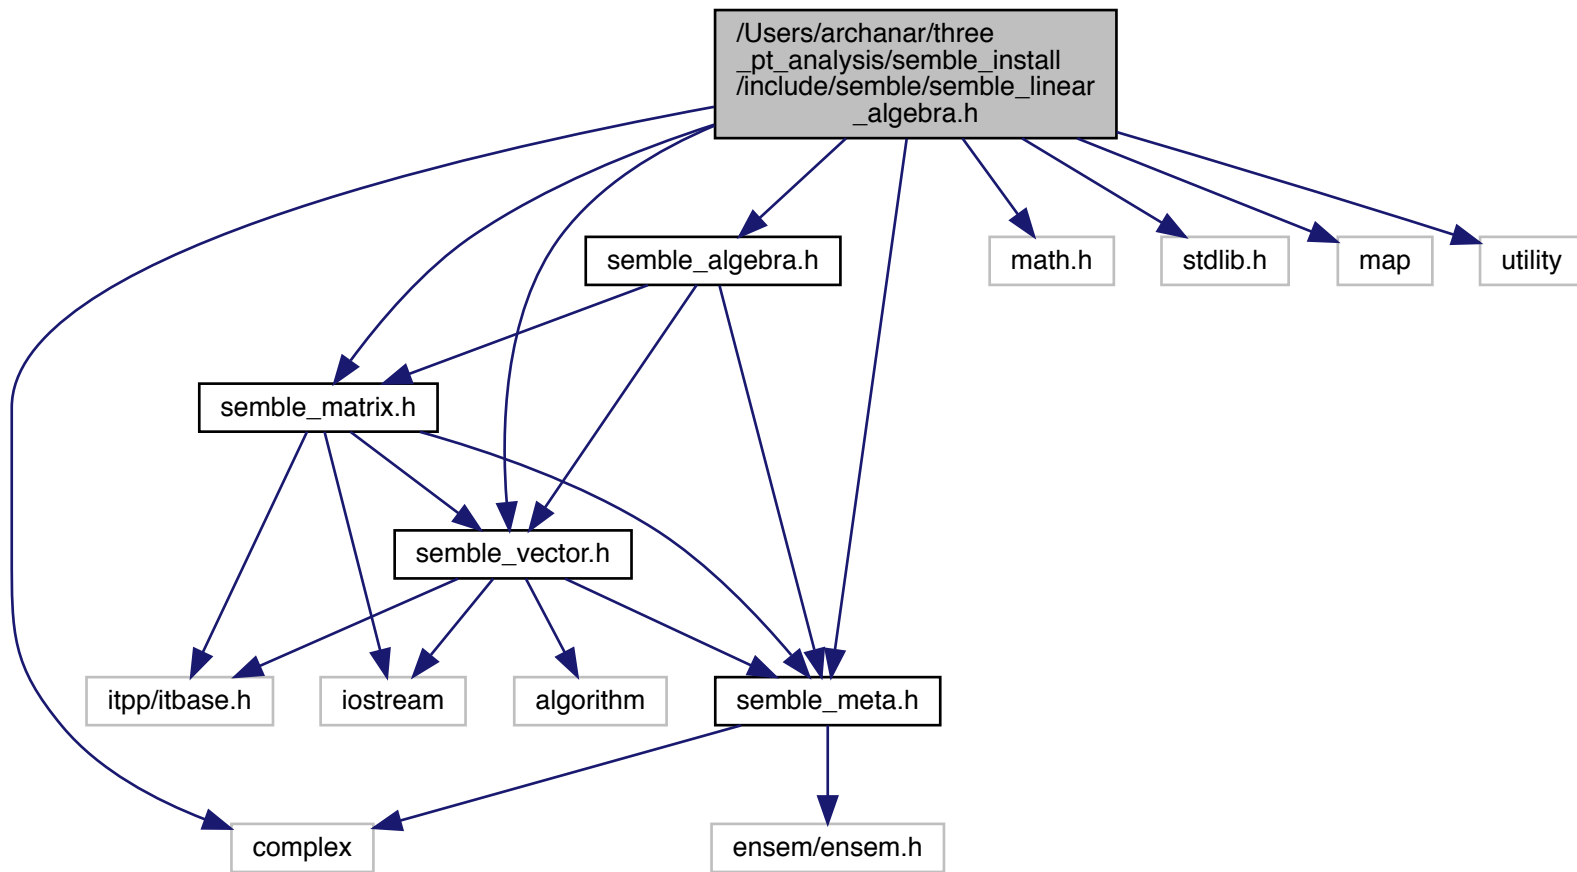 /Users/archanar/three
_pt_analysis/semble_install
/include/semble/semble_linear
_algebra.h
semble_algebra.h
math.h
stdlib.h
map
utility
semble_matrix.h
semble_vector.h
itpp/itbase.h
iostream
algorithm
semble_meta.h
complex
ensem/ensem.h